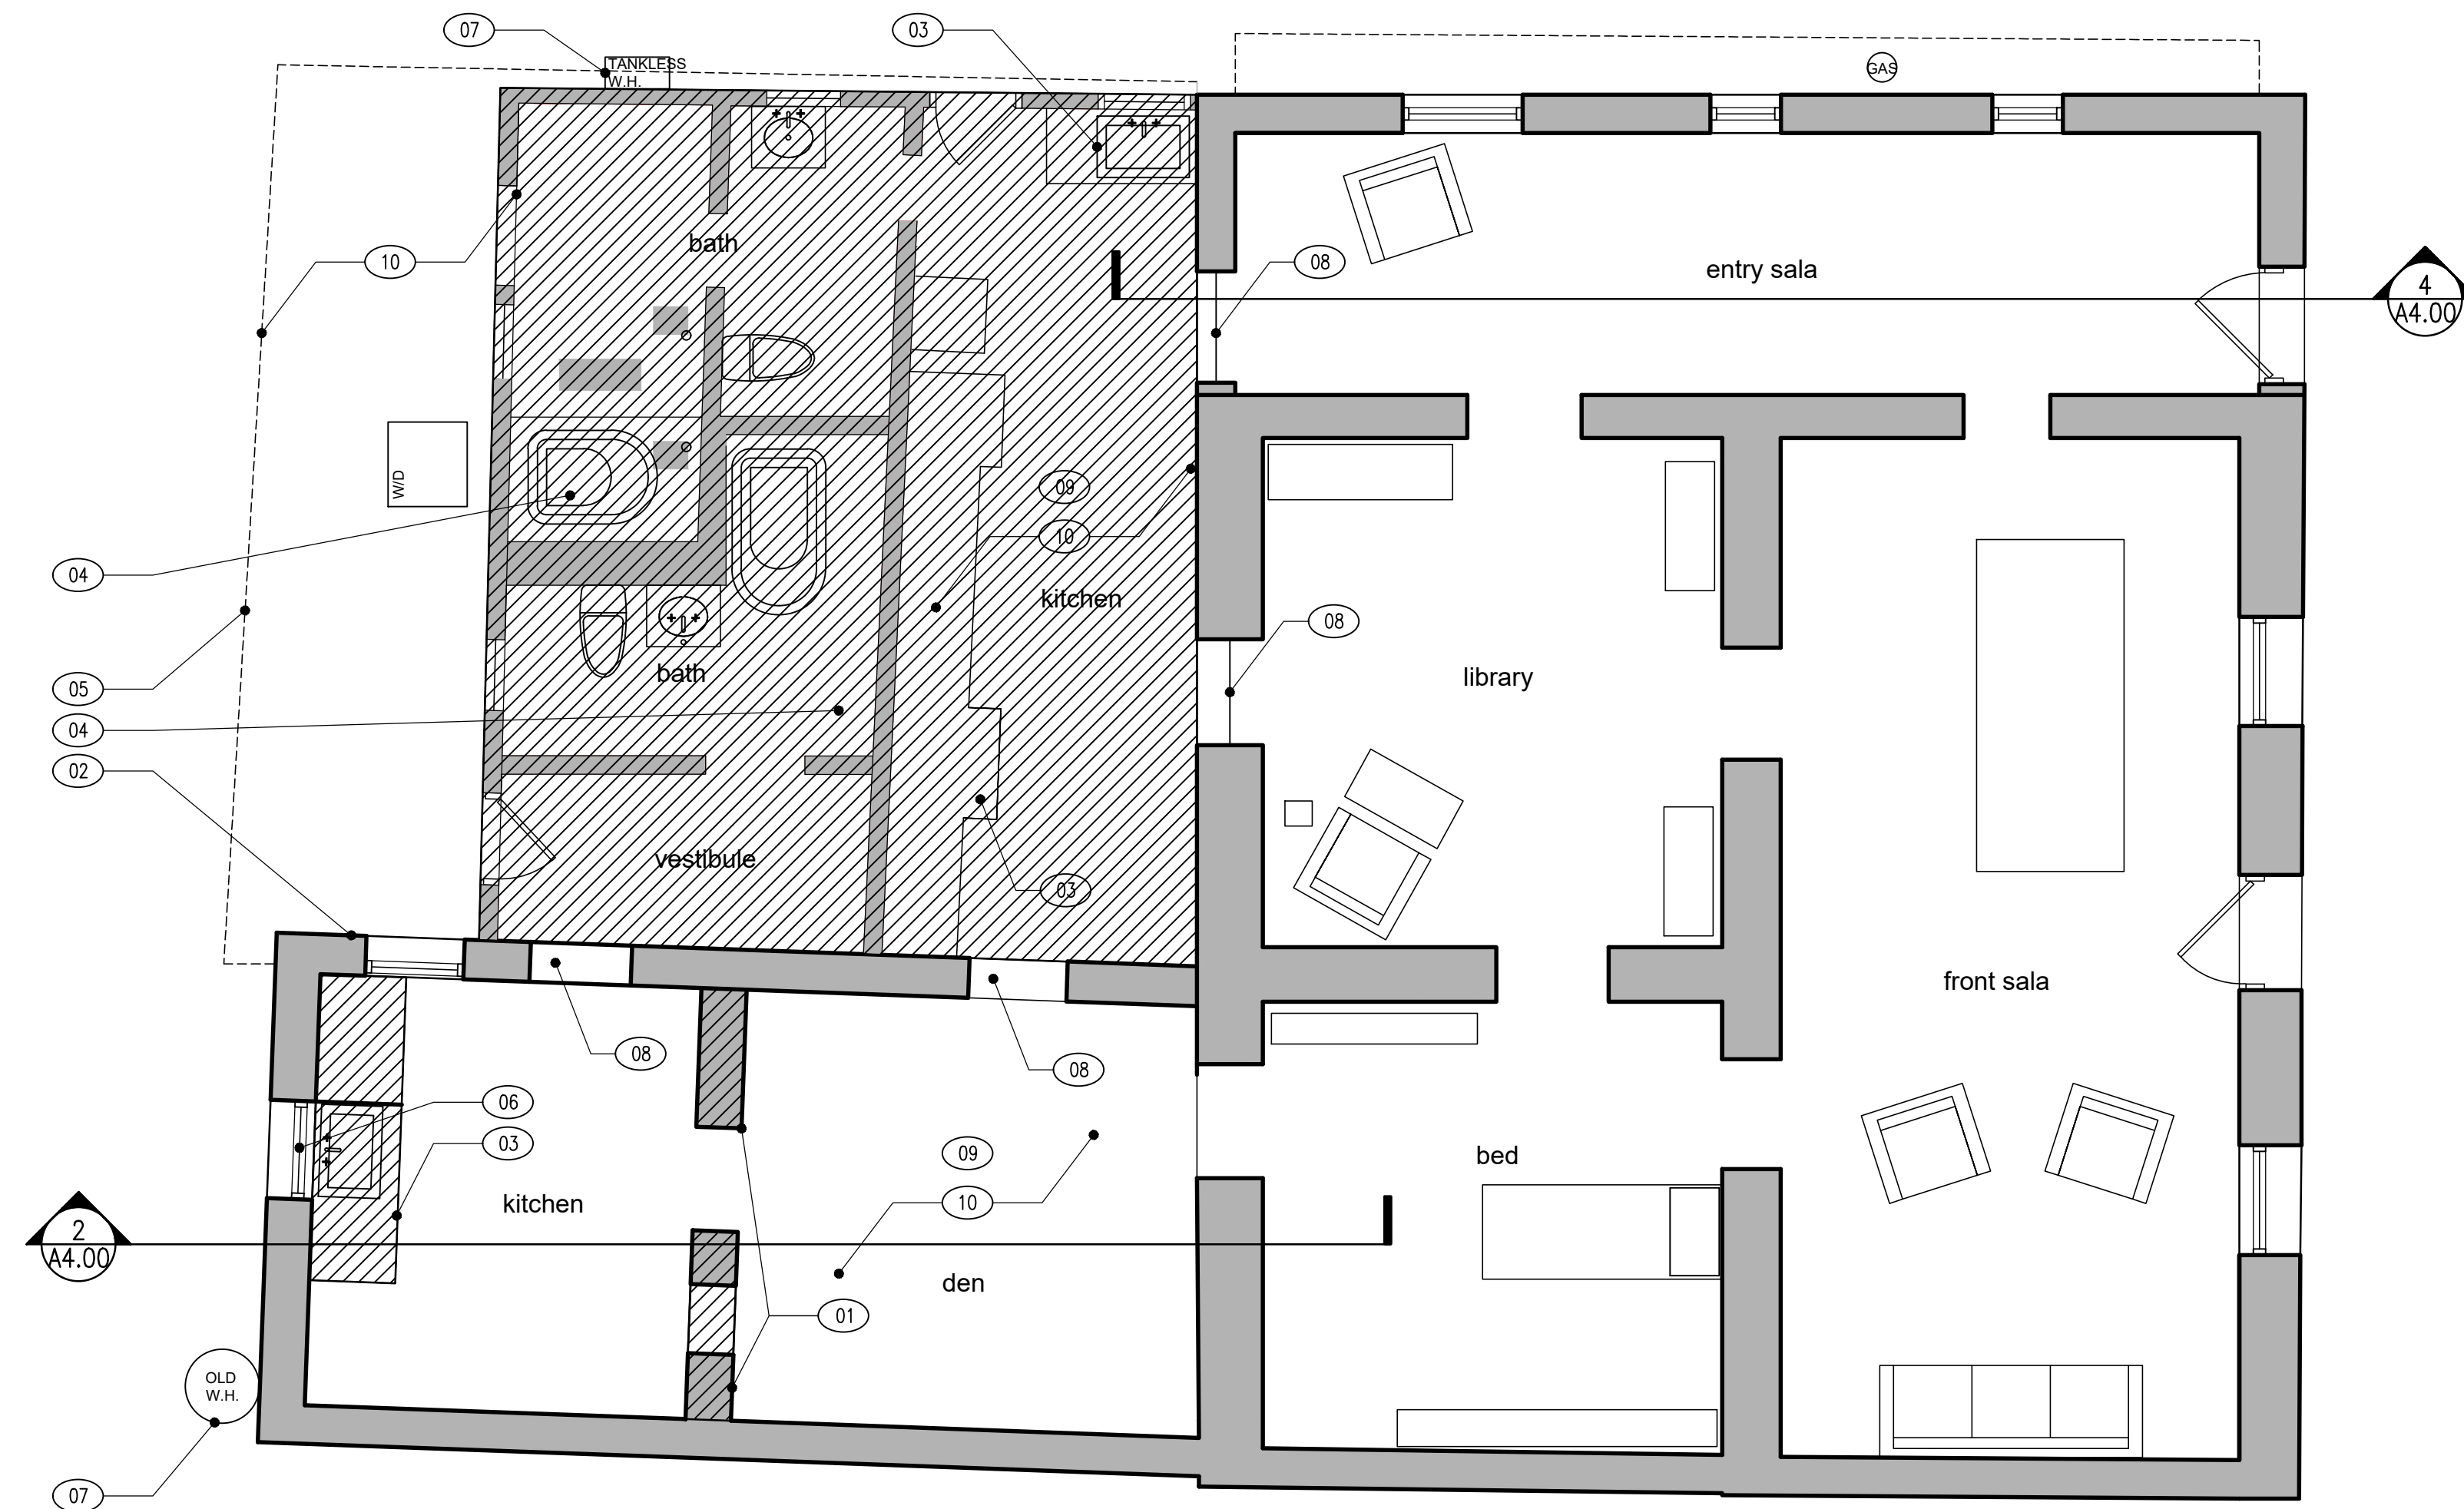 07
03
TANKLESS
W.H.
GAS
bath
10
08
entry sala
4
A4.00
W/D
09
10
04
kitchen
08
bath
library
05
04
02
vestibule
03
front sala
08
08
06
03
09
bed
10
kitchen
2
A4.00
den
01
OLD
W.H.
07